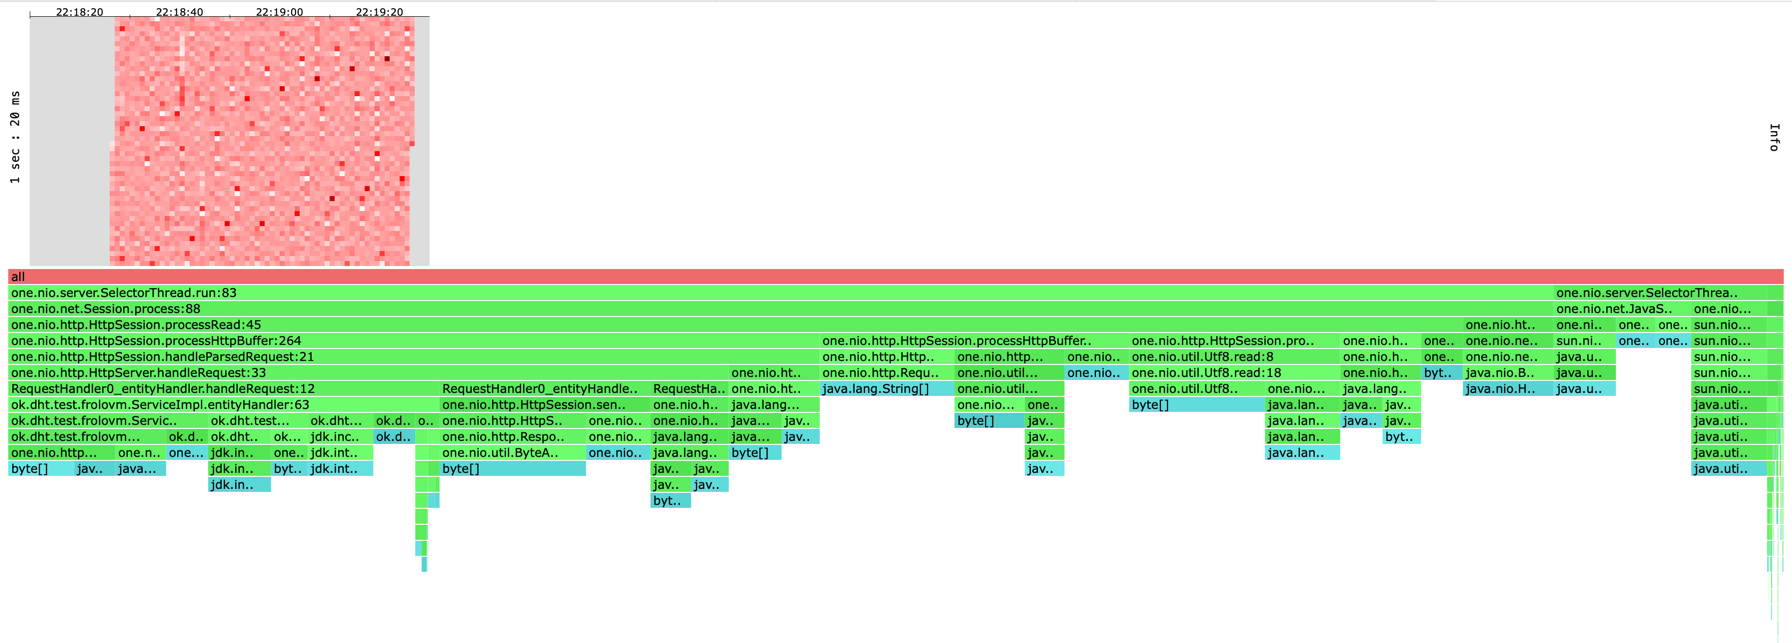 22:18:20 22:18:40 22:19:00 22:19:20
1 sec : 20 ms
Info
all
one.nio.server.SelectorThread.run:83 one.nio.server.SelectorThrea..
one.nio.net.Session.process:88 one.nio.net.JavaS.. one.nio...
one.nio.http.HttpSession.processRead:45 one.nio.ht.. one.ni.. one.. one.. sun.nio...
one.nio.http.HttpSession.processHttpBuffer:264 one.nio.http.HttpSession.processHttpBuffer.. one.nio.http.HttpSession.pro.. one.nio.h.. one... one.nio.ne... sun.ni.. one.. one.. sun.nio...
one.nio.http.HttpSession.handleParsedRequest:21 one.nio.http.Http.. one.nio.http... one.nio.. one.nio.util.Utf8.read:8 one.nio.h.. one... one.nio.ne... java.u.. sun.nio...
one.nio.http.HttpServer.handleRequest:33 one.nio.ht.. one.nio.http.Requ.. one.nio.util... one.nio... one.nio.util.Utf8.read:18 one.nio.h.. byt.. java.nio.B.. java.u.. sun.nio...
RequestHandler0_entityHandler.handleRequest:12 RequestHandler0_entityHandle.. RequestHa.. one.nio.ht.. java.lang.String[] one.nio.util... one.nio.util.Utf8.. one.nio... java.lang.. java.nio.H.. java.u.. sun.nio...
ok.dht.test.frolovm.ServiceImpl.entityHandler:63 one.nio.http.HttpSession.sen.. one.nio.h.. java.lang... one.nio... one.. byte[] java.lan.. java.. jav.. java.uti..
ok.dht.test.frolovm.Servic.. ok.dht.test... ok.dht... ok.d.. o.. one.nio.http.HttpS.. one.nio.. one.nio.h.. java... jav.. byte[] jav.. java.lan.. java.. jav.. java.uti..
ok.dht.test.frolovm... ok.d.. ok.dht.. ok... jdk.inc.. ok.d.. one.nio.http.Respo.. one.nio.. java.lang.. java... jav.. jav.. java.lan.. byt.. java.uti..
one.nio.http... one.n.. one... jdk.in.. one.. jdk.int.. one.nio.util.ByteA.. one.nio.. java.lang.. byte[] jav.. java.lan.. java.uti..
byte[] jav.. java... jdk.in.. byt.. jdk.int.. byte[] jav.. jav.. jav.. java.uti..
jdk.in.. jav.. jav..
byt..